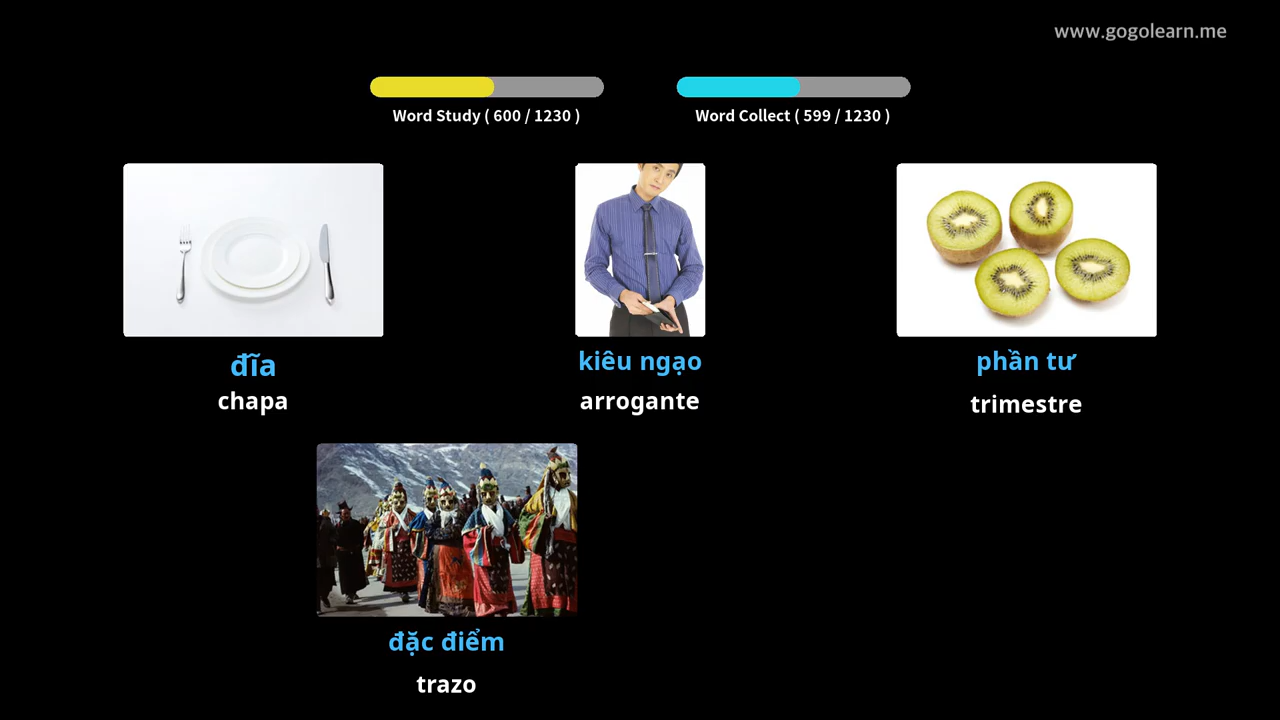 www.gogolearn.me
Word Study ( 600 / 1230 )
Word Collect ( 599 / 1230 )
đĩa
chapa
kiêu ngạo
arrogante
phần tư
trimestre
đặc điểm
trazo